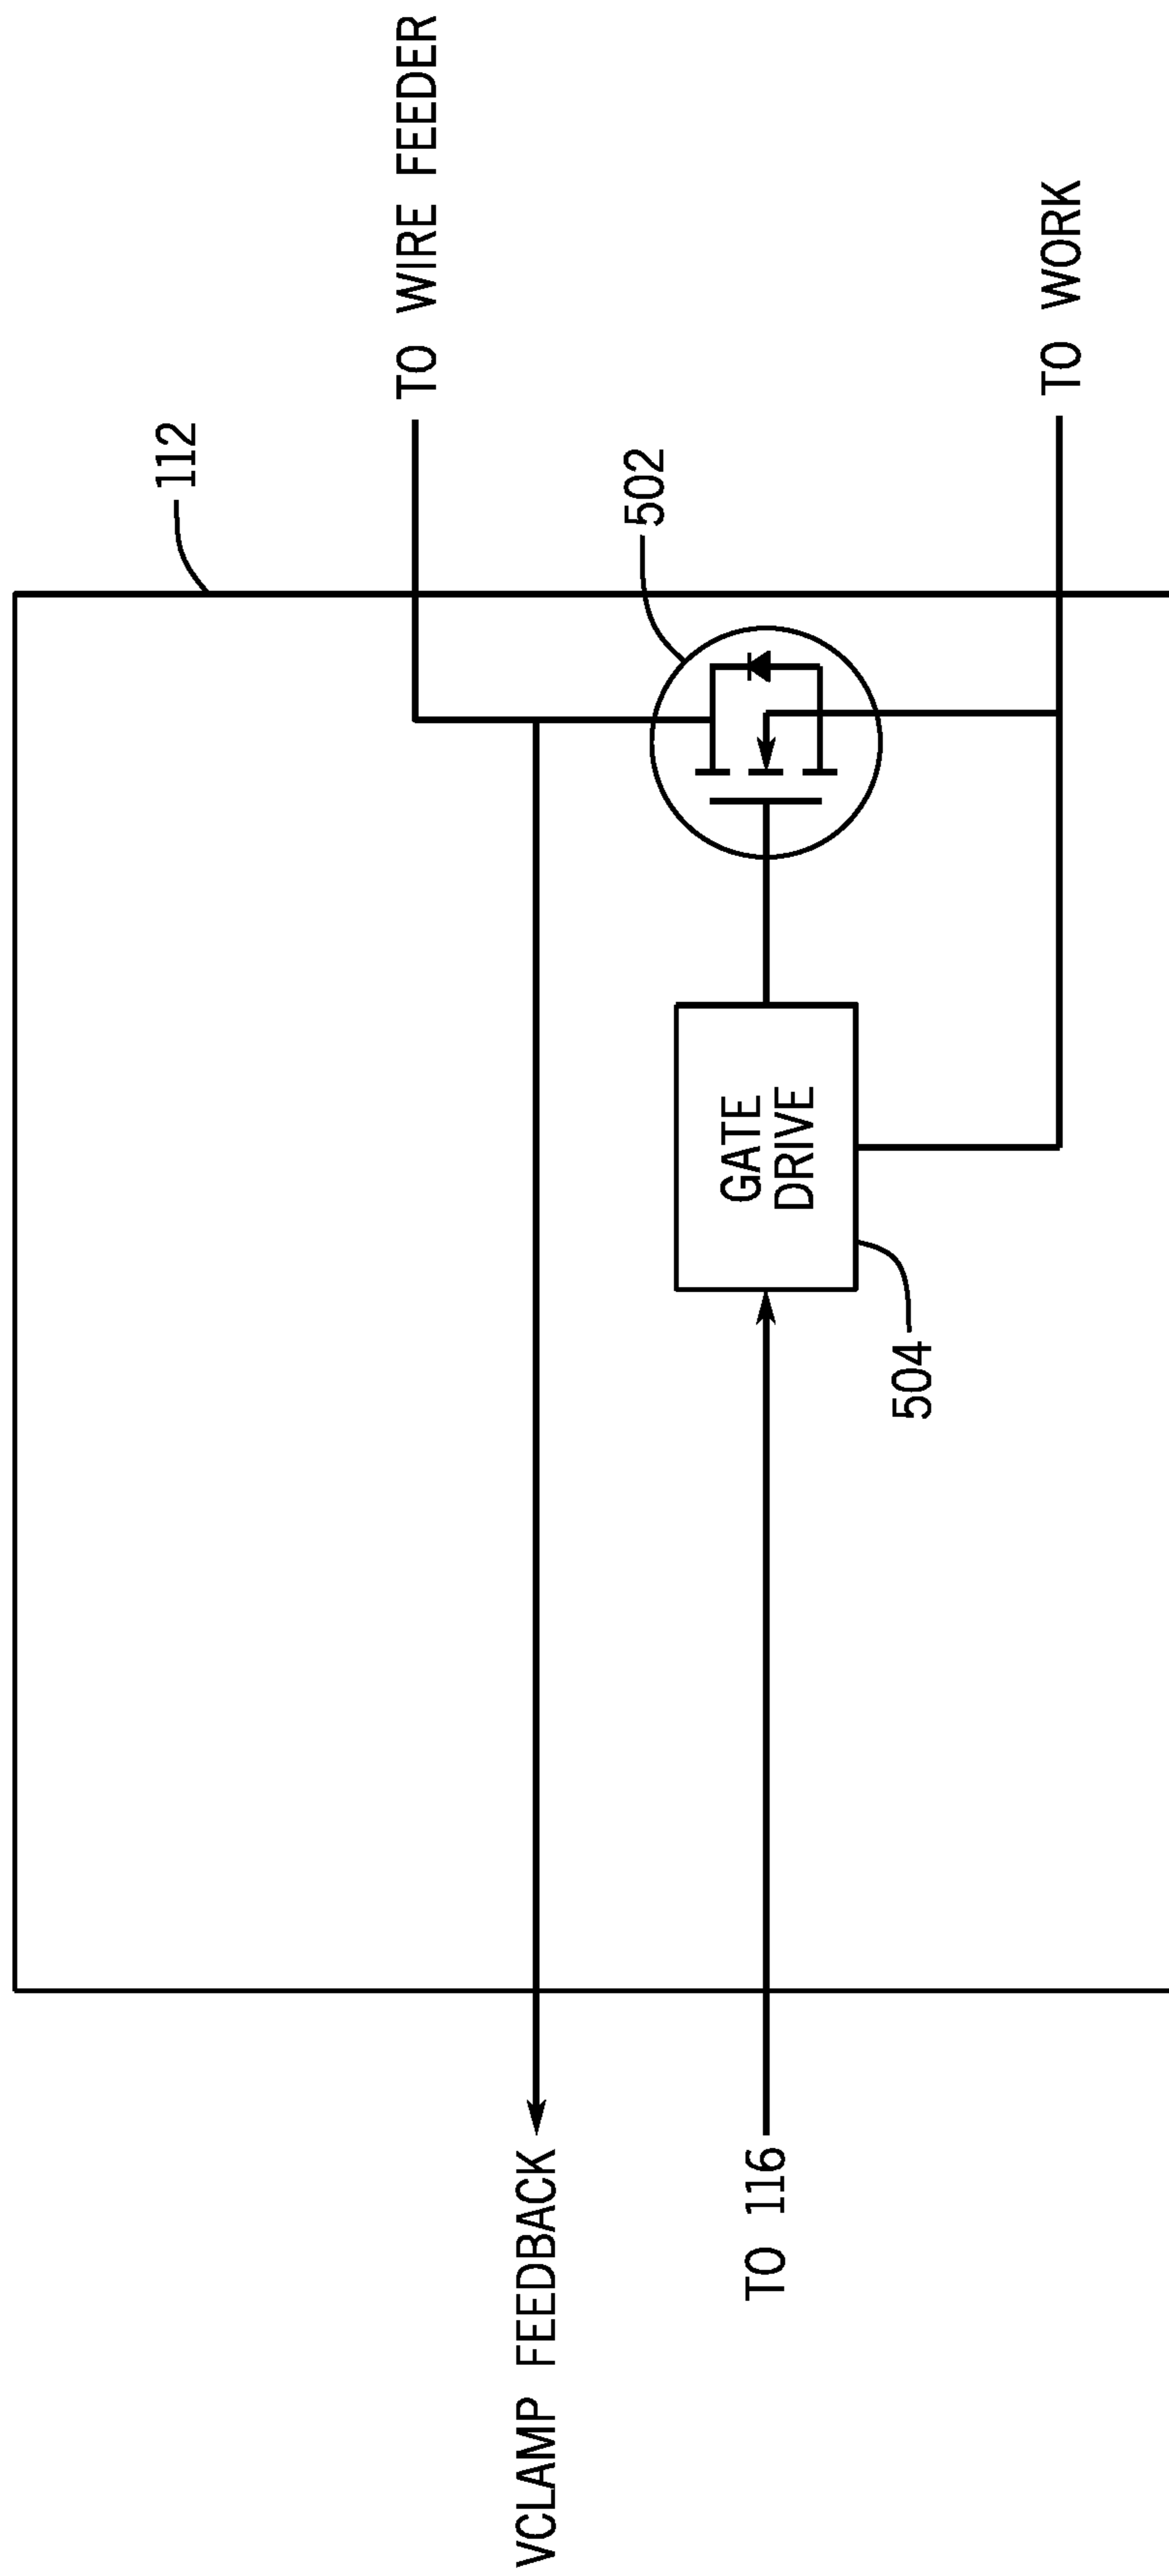 112
TO WIRE FEEDER
502
VCLAMP FEEDBACK
GATE
DRIVE
TO 116
504
TO WORK